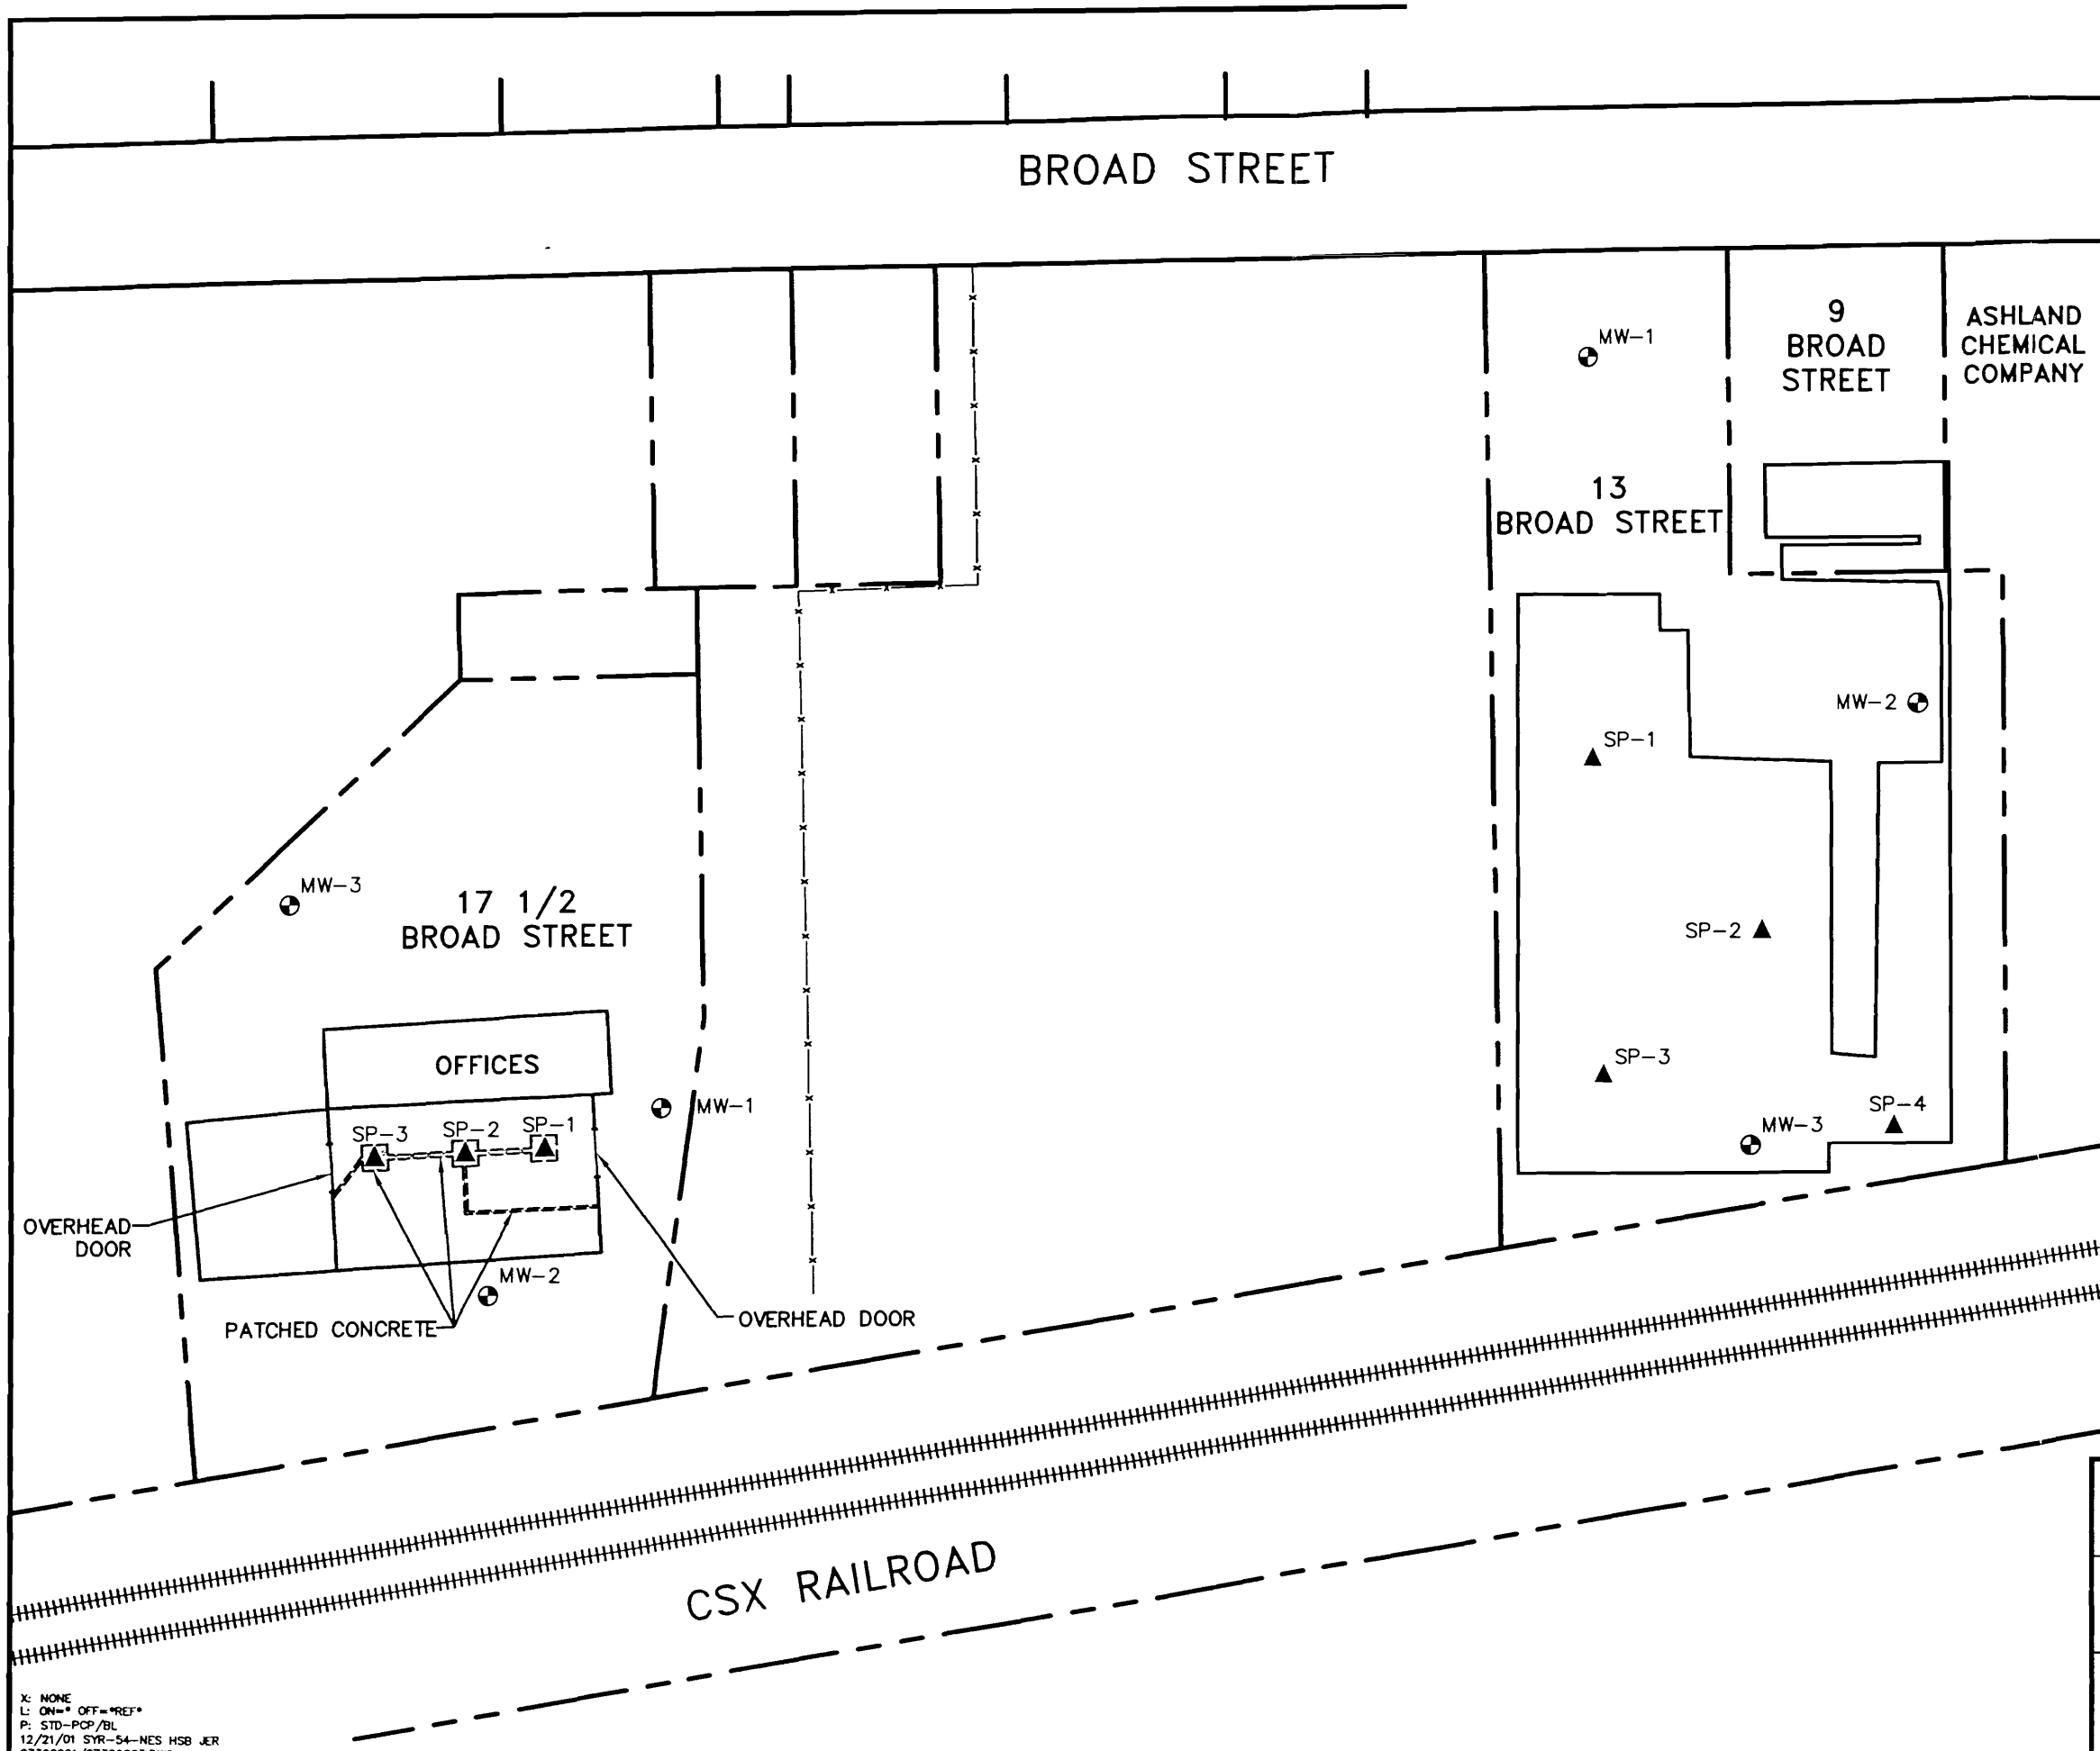 BROAD STREET
9
BROAD
STREET
ASHLAND
CHEMICAL
COMPANY
MW-1
13
BROAD STREET
MW-2
SP-1
MW-3
17 1/2
BROAD STREET
SP-2
OFFICES
SP-3
MW-1
SP-4
MW-3
SP-3
SP-2
SP-1
OVERHEAD
DOOR
MW-2
PATCHED CONCRETE
OVERHEAD DOOR
CSX RAILROAD
X: NONE
L: ON=* OFF=*REF*
P: STD-PCP/BL
12/21/01 SYR-54-NES HSB JER